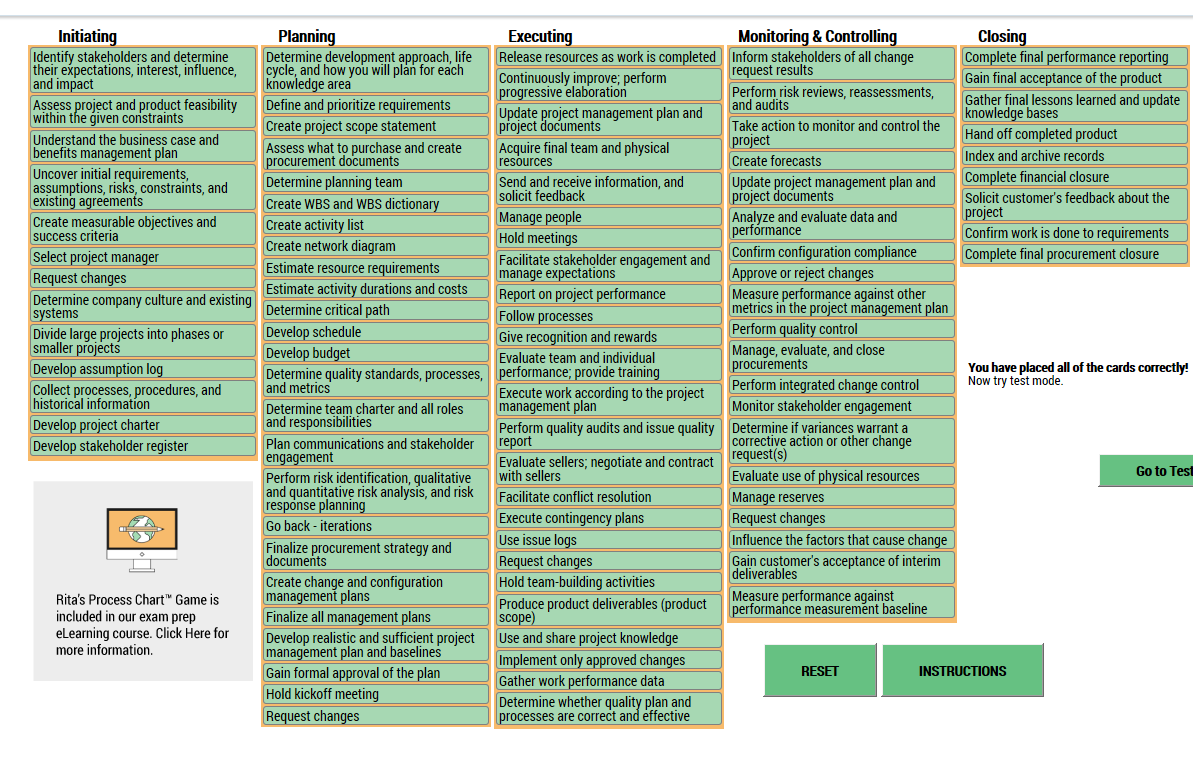 Initiating
Identify stakeholders and determine
their expectations, interest, influence,
and impact
Assess project and product feasibility
within the given constraints
Understand the business case and
benefits management plan
Uncover initial requirements,
assumptions, risks, constraints, and
existing agreements
Create measurable objectives and
success criteria
Select project manager
Request changes
Determine company culture and existing
systems
Divide large projects into phases or
smaller projects
Develop assumption log
Collect processes, procedures, and
historical information
Develop project charter
Develop stakeholder register
Rita's Process Chart™ Game is
included in our exam prep
eLearning course. Click Here for
more information.
Planning
Determine development approach, life
cycle, and how you will plan for each
knowledge area
Define and prioritize requirements
Create project scope statement
Assess what to purchase and create
procurement documents
Determine planning team
Create WBS and WBS dictionary
Create activity list
Create network diagram
Estimate resource requirements
Estimate activity durations and costs
Determine critical path
Develop schedule
Develop budget
Determine quality standards, processes,
and metrics
Determine team charter and all roles
and responsibilities
Plan communications and stakeholder
engagement
Perform risk identification, qualitative
and quantitative risk analysis, and risk
response planning
Go back - iterations
Finalize procurement strategy and
documents
Create change and configuration
management plans
Finalize all management plans
Develop realistic and sufficient project
management plan and baselines
Gain formal approval of the plan
Hold kickoff meeting
Request changes
Executing
Release resources as work is completed
Continuously improve; perform
progressive elaboration
Update project management plan and
project documents
Acquire final team and physical
resources
Send and receive information, and
solicit feedback
Manage people
Hold meetings
Facilitate stakeholder engagement and
manage expectations
Report on project performance
Follow processes
Give recognition and rewards
Evaluate team and individual
performance; provide training
Execute work according to the project
management plan
Perform quality audits and issue quality
report
Evaluate sellers; negotiate and contract
with sellers
Facilitate conflict resolution
Execute contingency plans
Use issue logs
Request changes
Hold team-building activities
Produce product deliverables (product
scope)
Use and share project knowledge
Implement only approved changes
Gather work performance data
Determine whether quality plan and
processes are correct and effective
Monitoring & Controlling
Inform stakeholders of all change
request results
Perform risk reviews, reassessments,
and audits
Take action to monitor and control the
project
Create forecasts
Update project management plan and
project documents
Analyze and evaluate data and
performance
Confirm configuration compliance
Approve or reject changes
Measure performance against other
metrics in the project management plan
Perform quality control
Manage, evaluate, and close
procurements
Perform integrated change control
Monitor stakeholder engagement
Determine if variances warrant a
corrective action or other change
request(s)
Evaluate use of physical resources
Manage reserves
Request changes
Influence the factors that cause change
Gain customer's acceptance of interim
deliverables
Measure performance against
performance measurement baseline
Closing
Complete final performance reporting
Gain final acceptance of the product
Gather final lessons learned and update
knowledge bases
Hand off completed product
Index and archive records
Complete financial closure
Solicit customer's feedback about the
project
Confirm work is done to requirements
Complete final procurement closure
You have placed all of the cards correctly!
Now try test mode.
Go to Test
RESET
INSTRUCTIONS